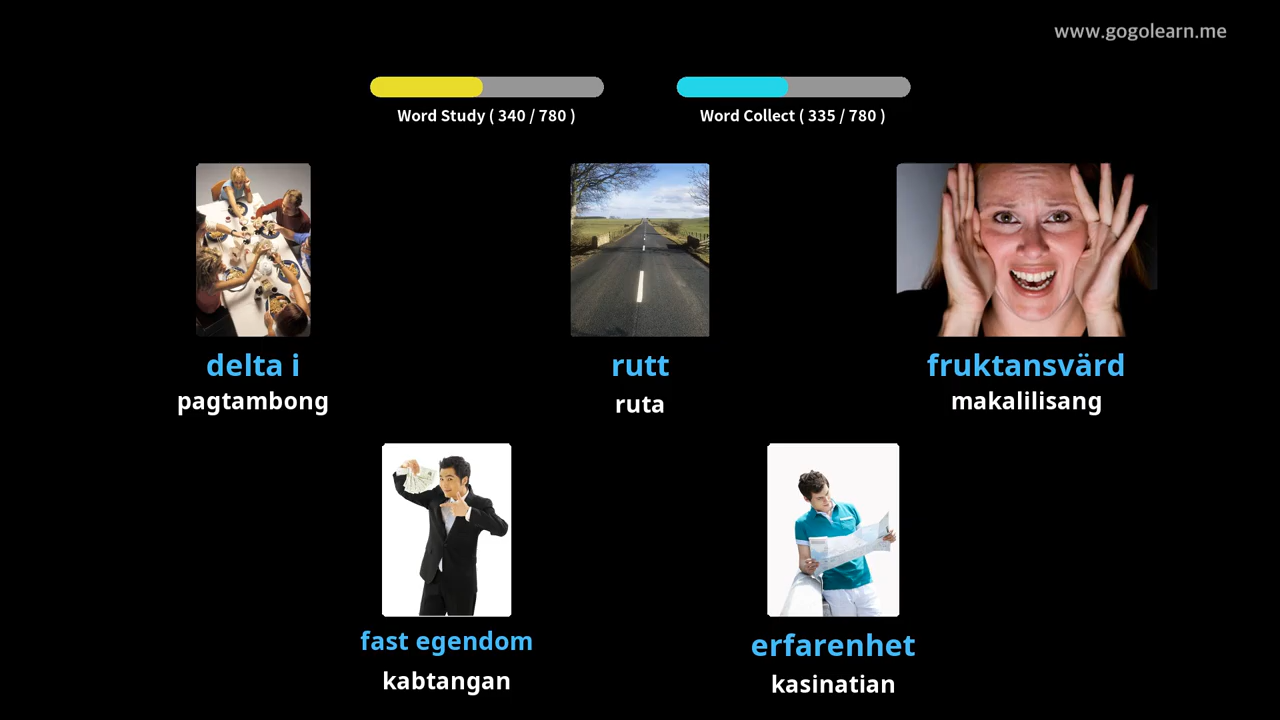 www.gogolearn.me
Word Study ( 340 / 780 )
Word Collect ( 335 / 780 )
delta i
pagtambong
rutt
ruta
fruktansvärd
makalilisang
fast egendom
kabtangan
erfarenhet
kasinatian